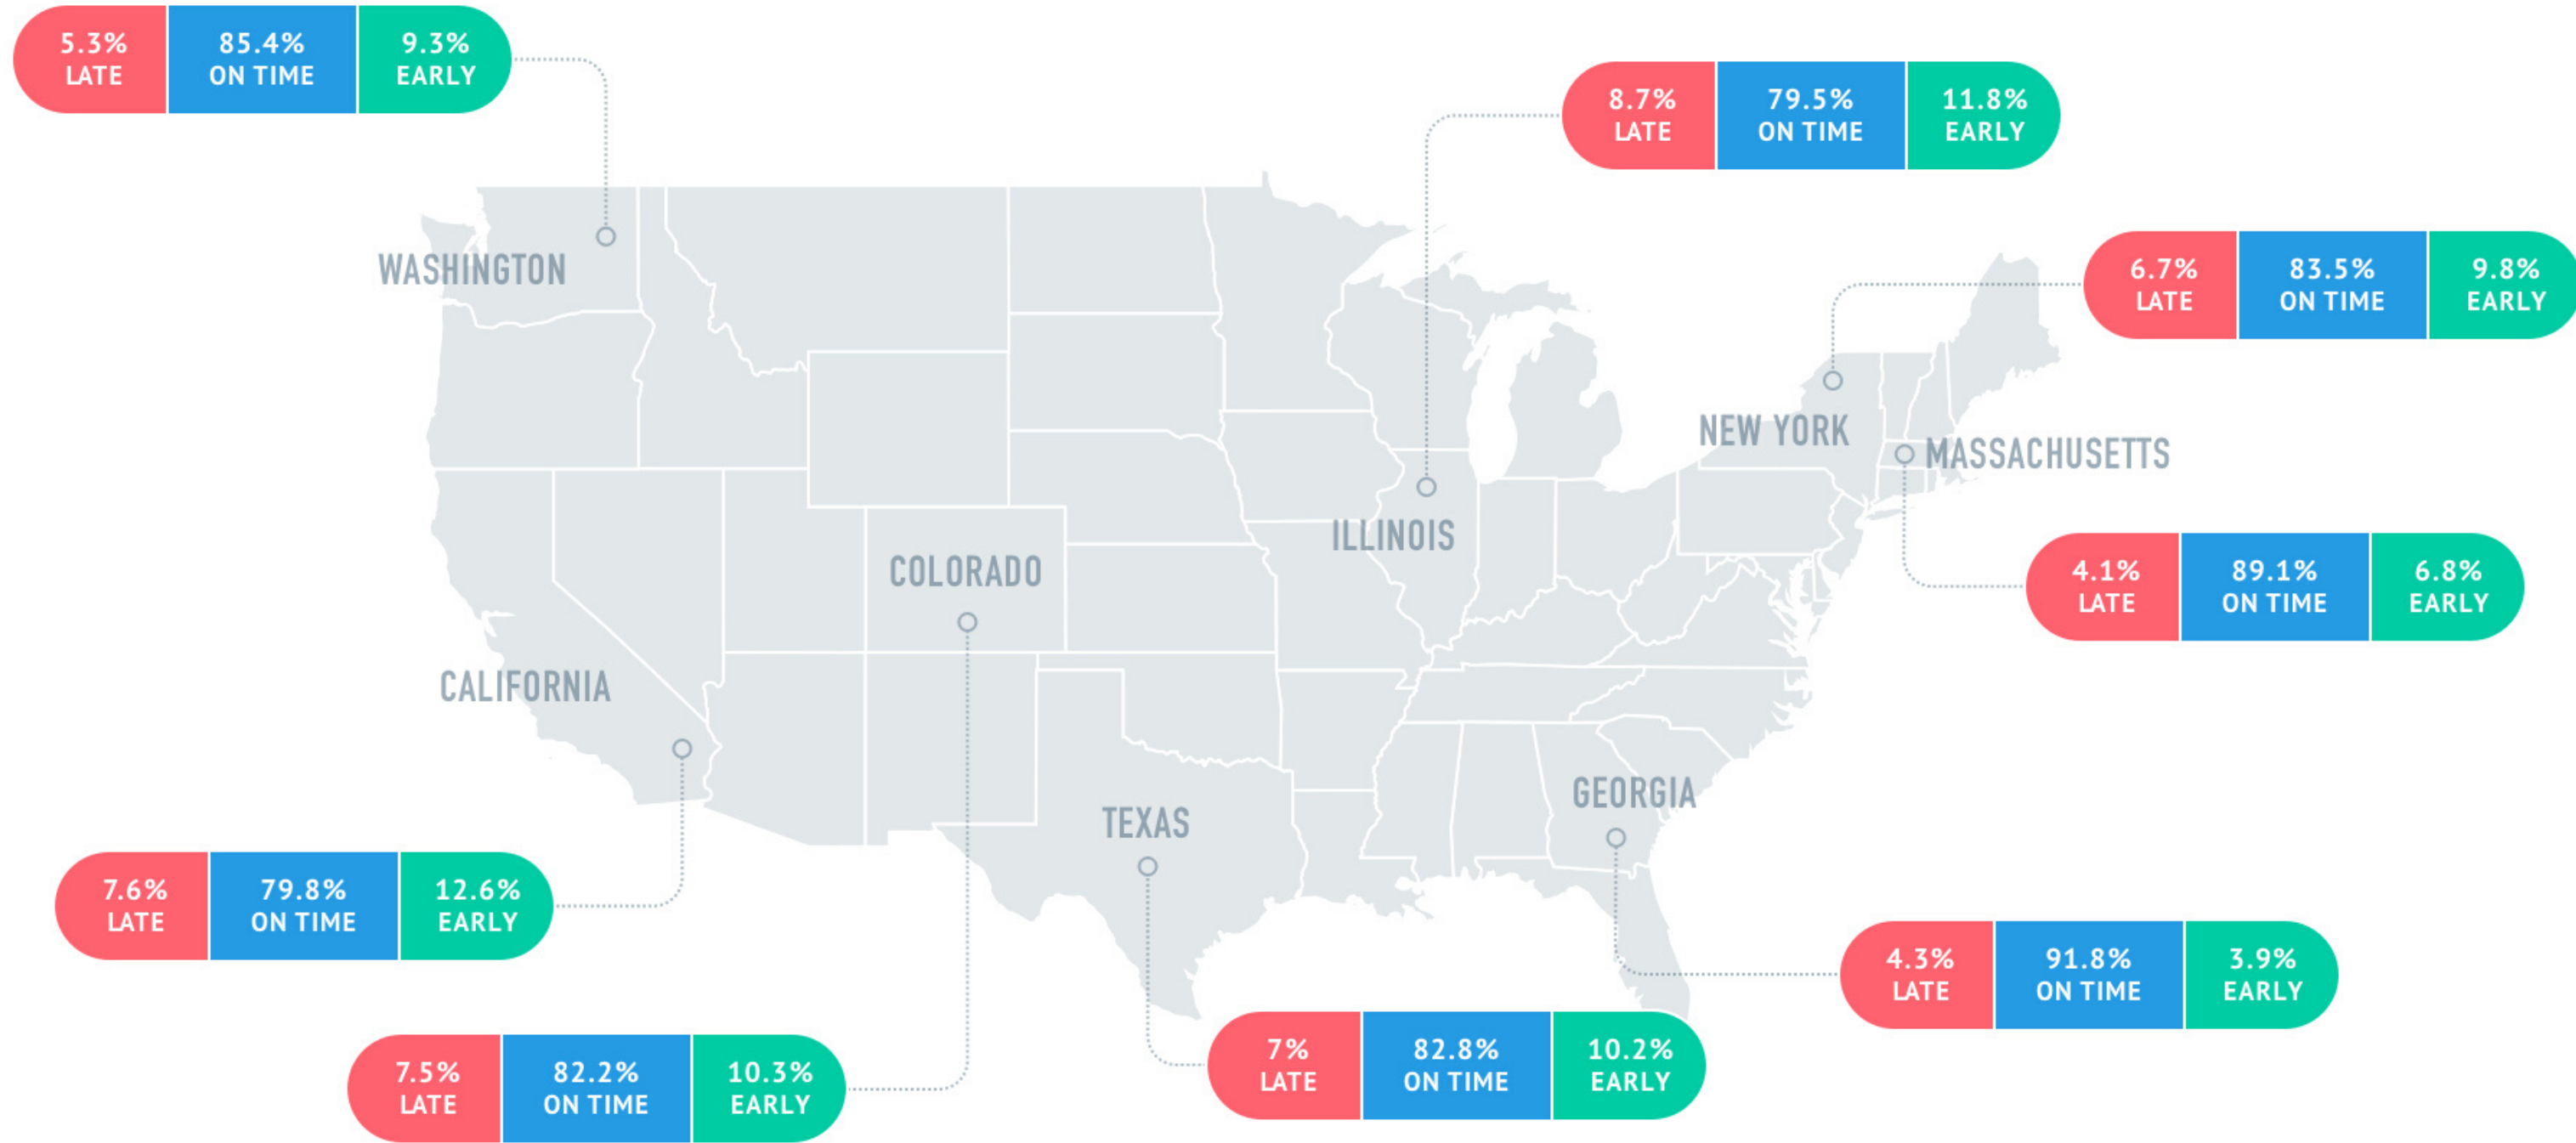 5.3%
LATE
85.4%
ON TIME
9.3%
EARLY
8.7%
LATE
79.5%
ON TIME
11.8%
EARLY
WASHINGTON
6.7%
LATE
83.5%
ON TIME
9.8%
EARLY
NEW YORK
MASSACHUSETTS
ILLINOIS
COLORADO
4.1%
LATE
89.1%
ON TIME
6.8%
EARLY
CALIFORNIA
TEXAS
GEORGIA
7.6%
LATE
79.8%
ON TIME
12.6%
EARLY
4.3%
LATE
91.8%
ON TIME
3.9%
EARLY
7.5%
LATE
82.2%
ON TIME
10.3%
EARLY
7%
LATE
82.8%
ON TIME
10.2%
EARLY